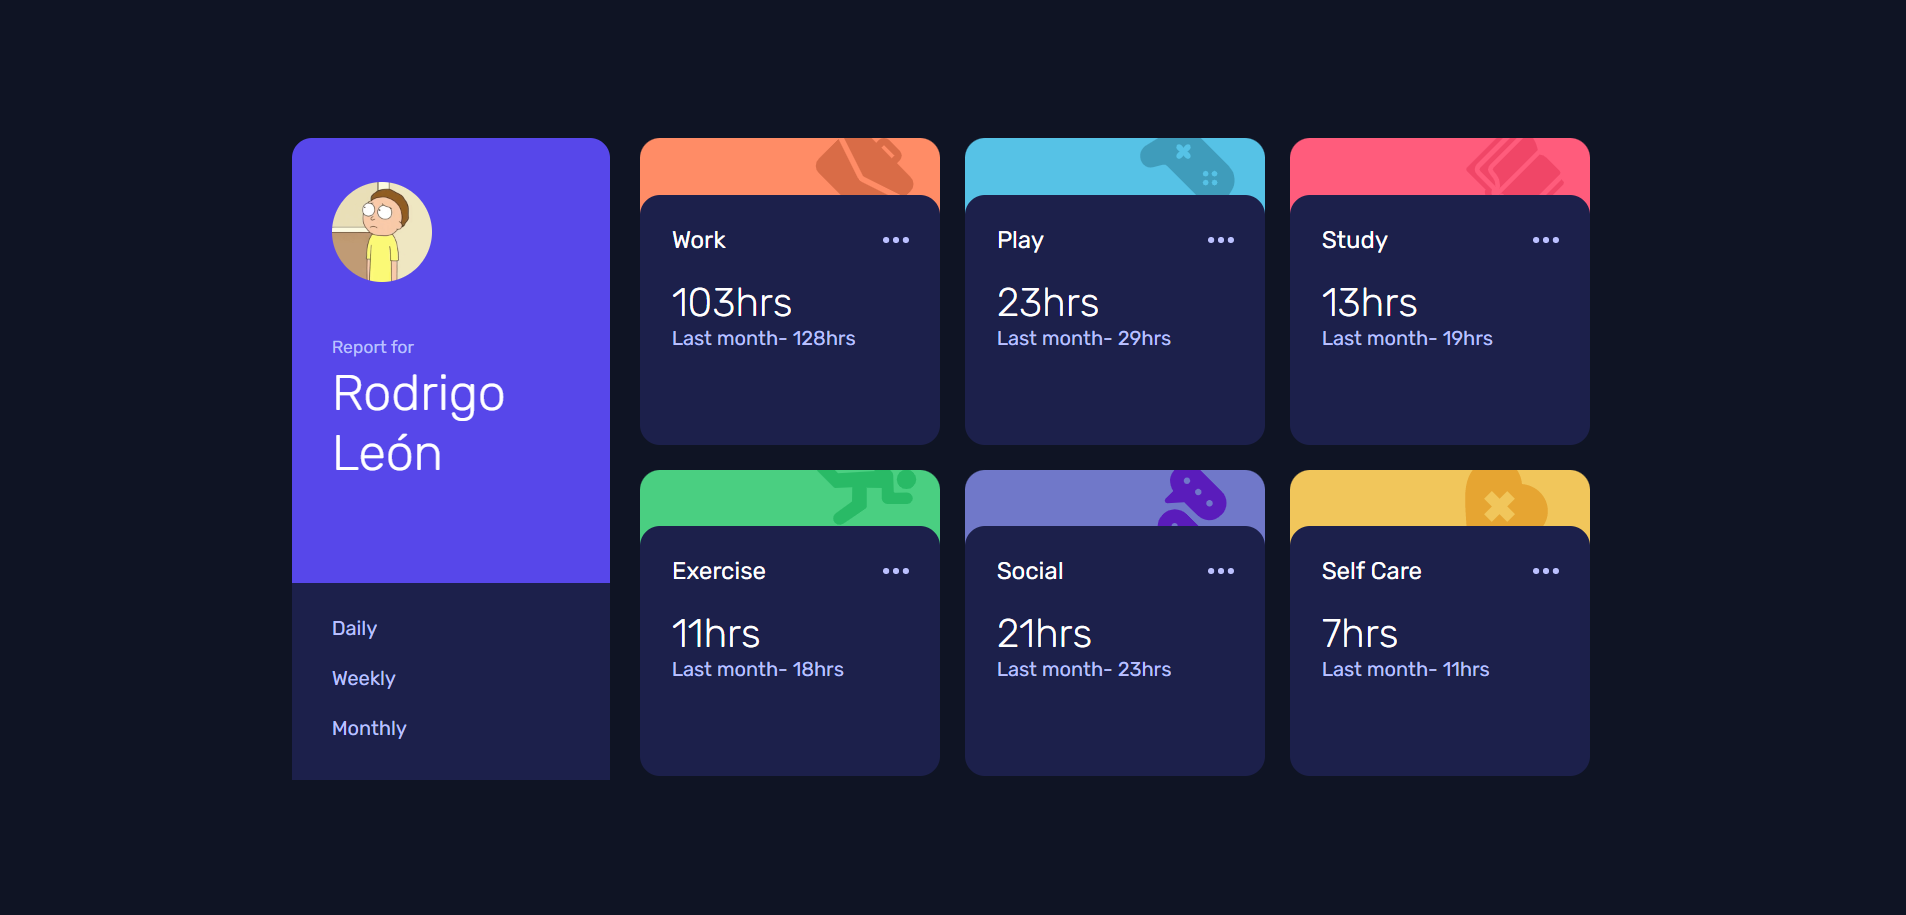 Report for
Rodrigo
León
Daily
Weekly
Monthly
Work
103hrs
Last month- 128hrs
Play
23hrs
Last month- 29hrs
Study
13hrs
Last month- 19hrs
Exercise
11hrs
Last month- 18hrs
Social
21hrs
Last month- 23hrs
Self Care
7hrs
Last month- 11hrs